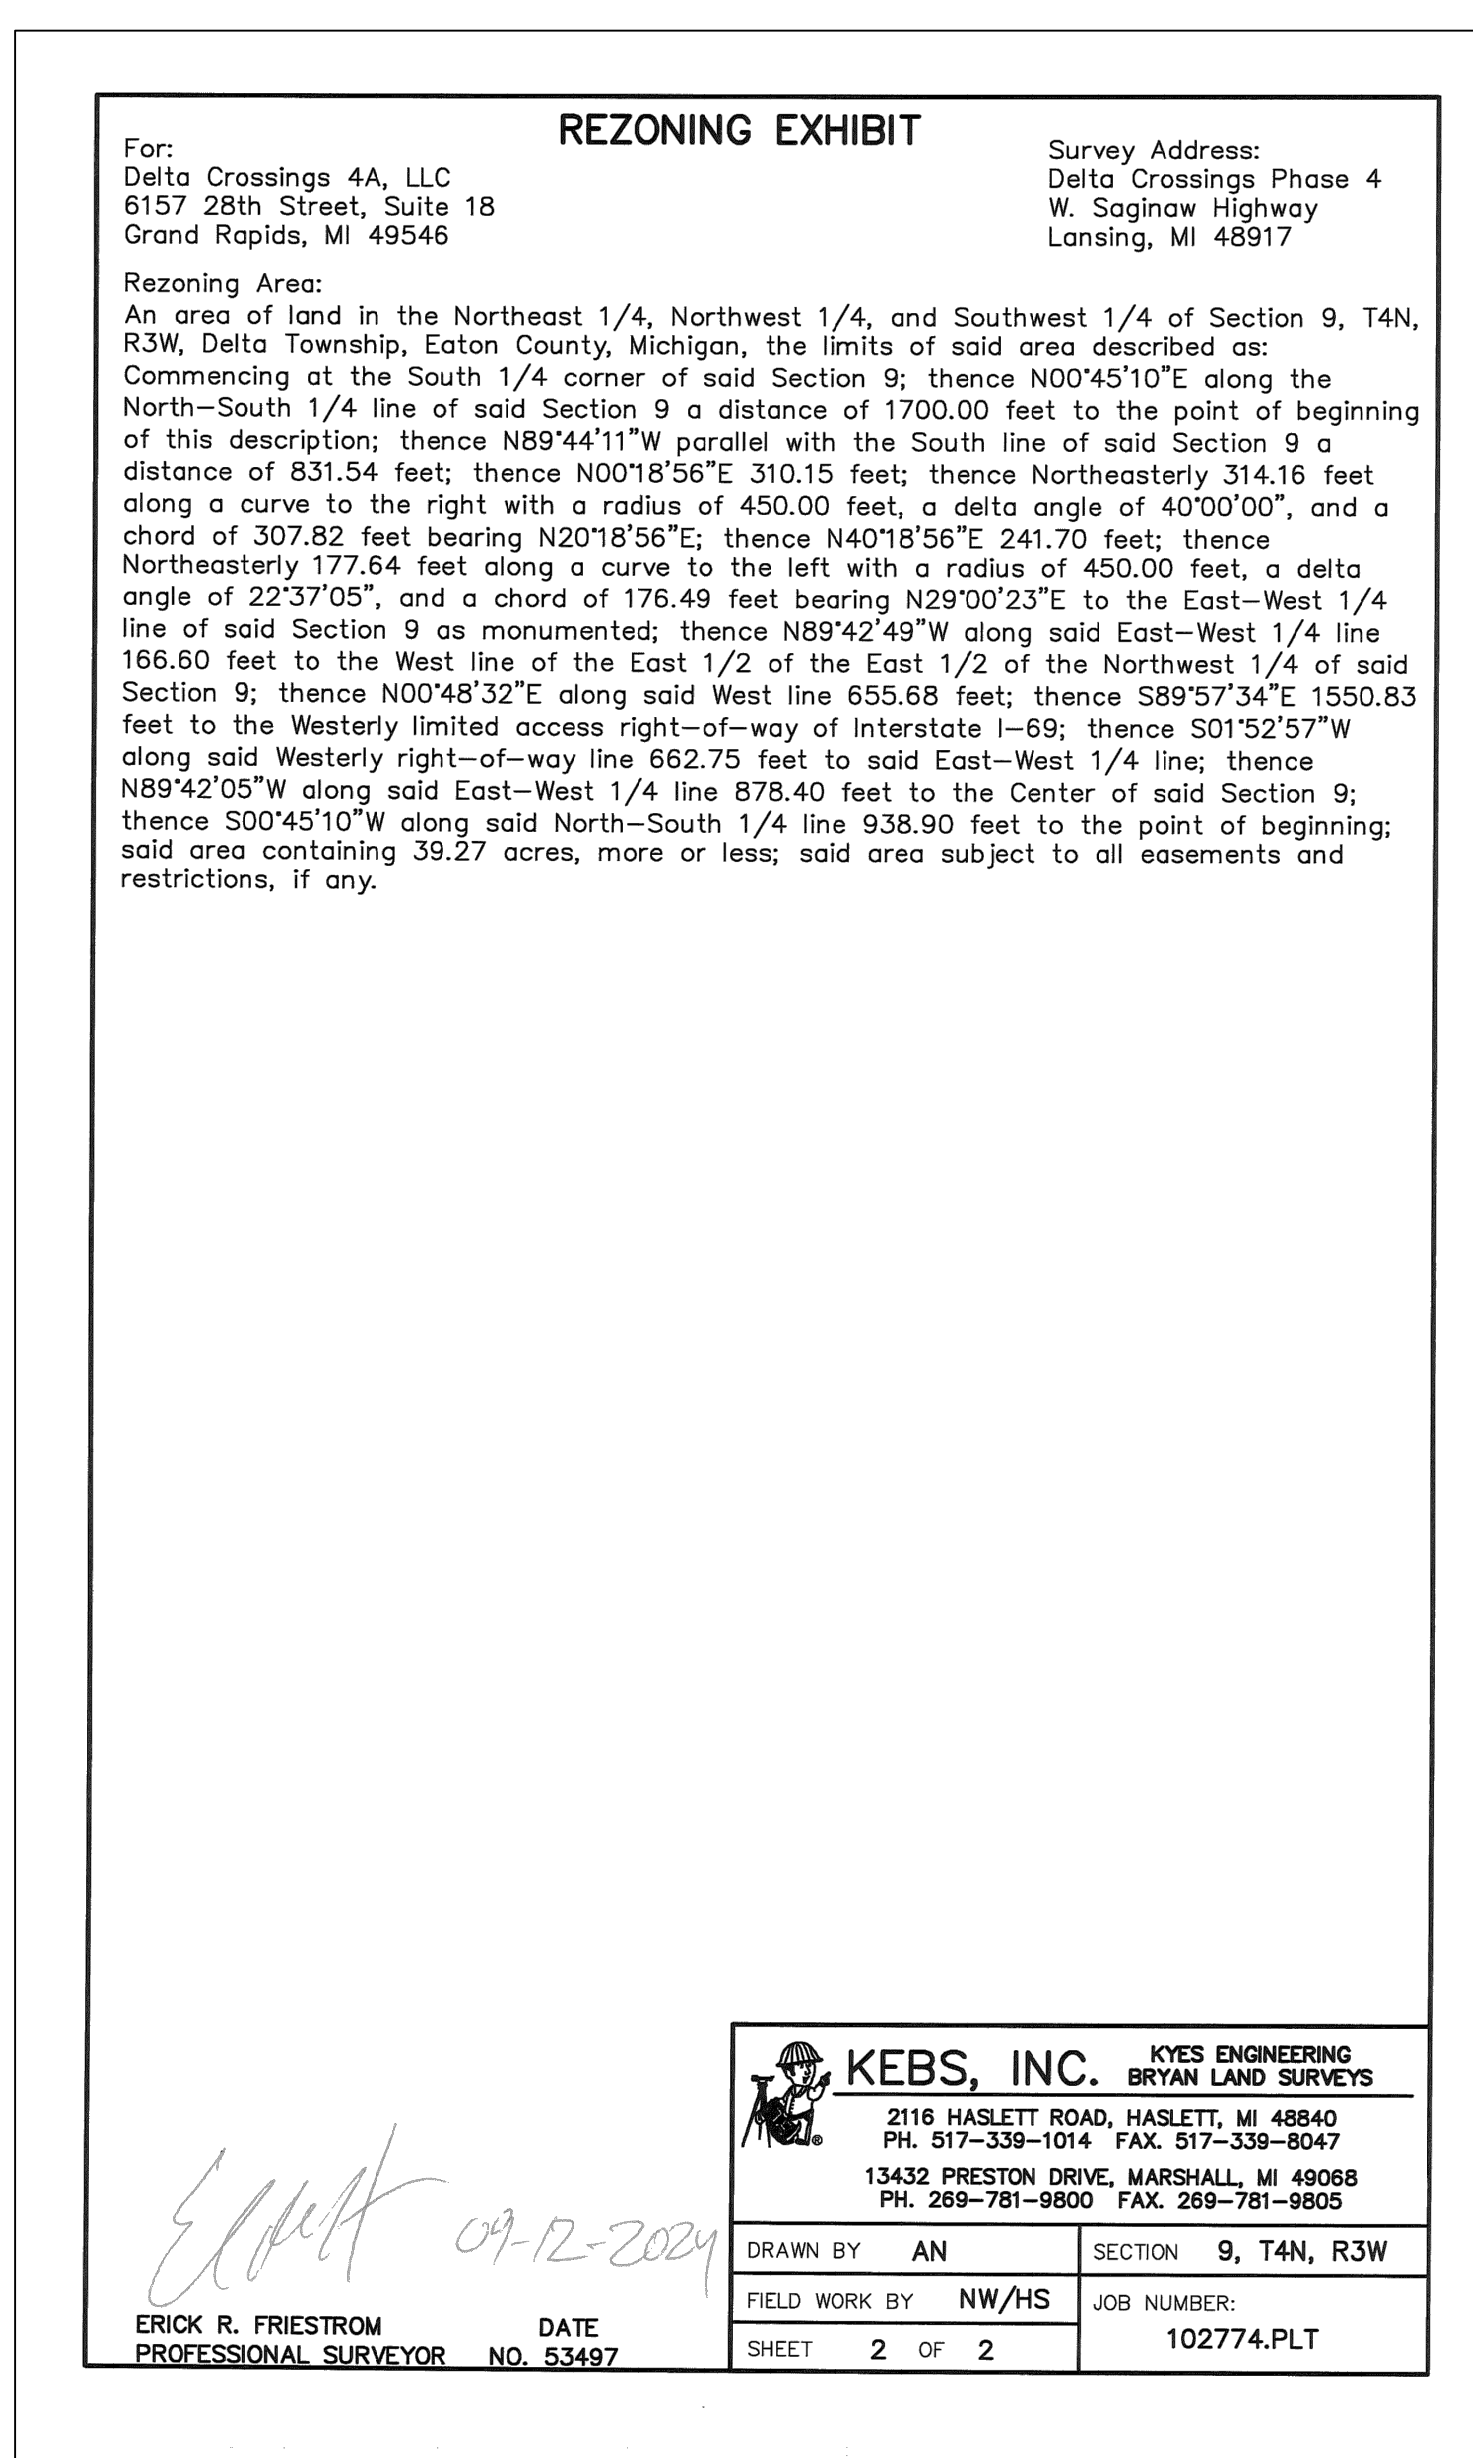 REZONING EXHIBIT
For:
Delta Crossings 4A, LLC
6157 28th Street, Suite 18
Grand Rapids, MI 49546
Survey Address:
Delta Crossings Phase 4
W. Saginaw Highway
Lansing, MI 48917
Rezoning Area:
An area of land in the Northeast 1/4, Northwest 1/4, and Southwest 1/4 of Section 9, T4N,
R3W, Delta Township, Eaton County, Michigan, the limits of said area described as:
Commencing at the South 1/4 corner of said Section 9; thence N00°45'10"E along the
North–South 1/4 line of said Section 9 a distance of 1700.00 feet to the point of beginning
of this description; thence N89°44'11"W parallel with the South line of said Section 9 a
distance of 831.54 feet; thence N00°18'56"E 310.15 feet; thence Northeasterly 314.16 feet
along a curve to the right with a radius of 450.00 feet, a delta angle of 40°00'00", and a
chord of 307.82 feet bearing N20°18'56"E; thence N40°18'56"E 241.70 feet; thence
Northeasterly 177.64 feet along a curve to the left with a radius of 450.00 feet, a delta
angle of 22°37'05", and a chord of 176.49 feet bearing N29°00'23"E to the East–West 1/4
line of said Section 9 as monumented; thence N89°42'49"W along said East–West 1/4 line
166.60 feet to the West line of the East 1/2 of the East 1/2 of the Northwest 1/4 of said
Section 9; thence N00°48'32"E along said West line 655.68 feet; thence S89°57'34"E 1550.83
feet to the Westerly limited access right–of–way of Interstate I–69; thence S01°52'57"W
along said Westerly right–of–way line 662.75 feet to said East–West 1/4 line; thence
N89°42'05"W along said East–West 1/4 line 878.40 feet to the Center of said Section 9;
thence S00°45'10"W along said North–South 1/4 line 938.90 feet to the point of beginning;
said area containing 39.27 acres, more or less; said area subject to all easements and
restrictions, if any.
09-12-2024
ERICK R. FRIESTROM DATE
PROFESSIONAL SURVEYOR NO. 53497
KEBS, INC. KYES ENGINEERING
BRYAN LAND SURVEYS
2116 HASLETT ROAD, HASLETT, MI 48840
PH. 517–339–1014 FAX. 517–339–8047
13432 PRESTON DRIVE, MARSHALL, MI 49068
PH. 269–781–9800 FAX. 269–781–9805
®
DRAWN BY AN
SECTION 9, T4N, R3W
FIELD WORK BY NW/HS
JOB NUMBER:
102774.PLT
SHEET 2 OF 2